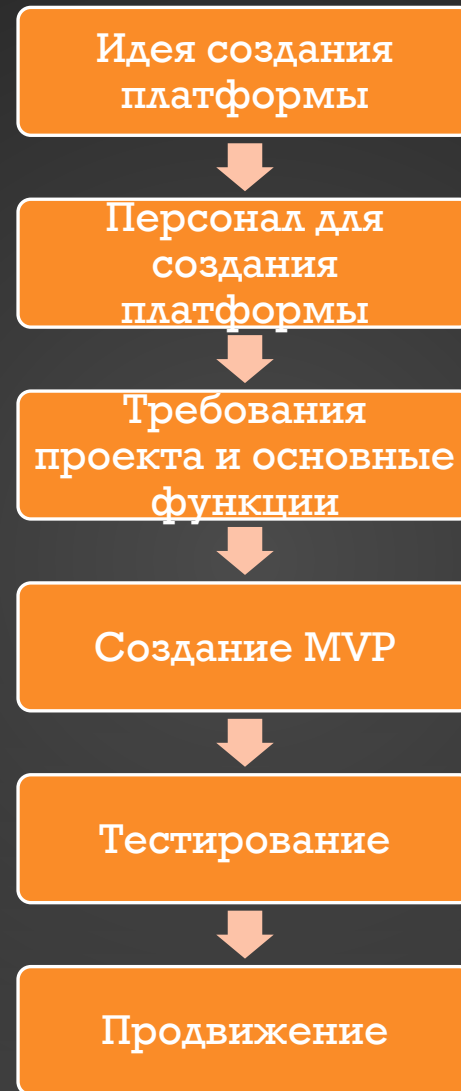 Идея создания
платформы
Персонал для
создания
платформы
Требования
проекта и основные
функции
Создание MVP
Тестирование
Продвижение